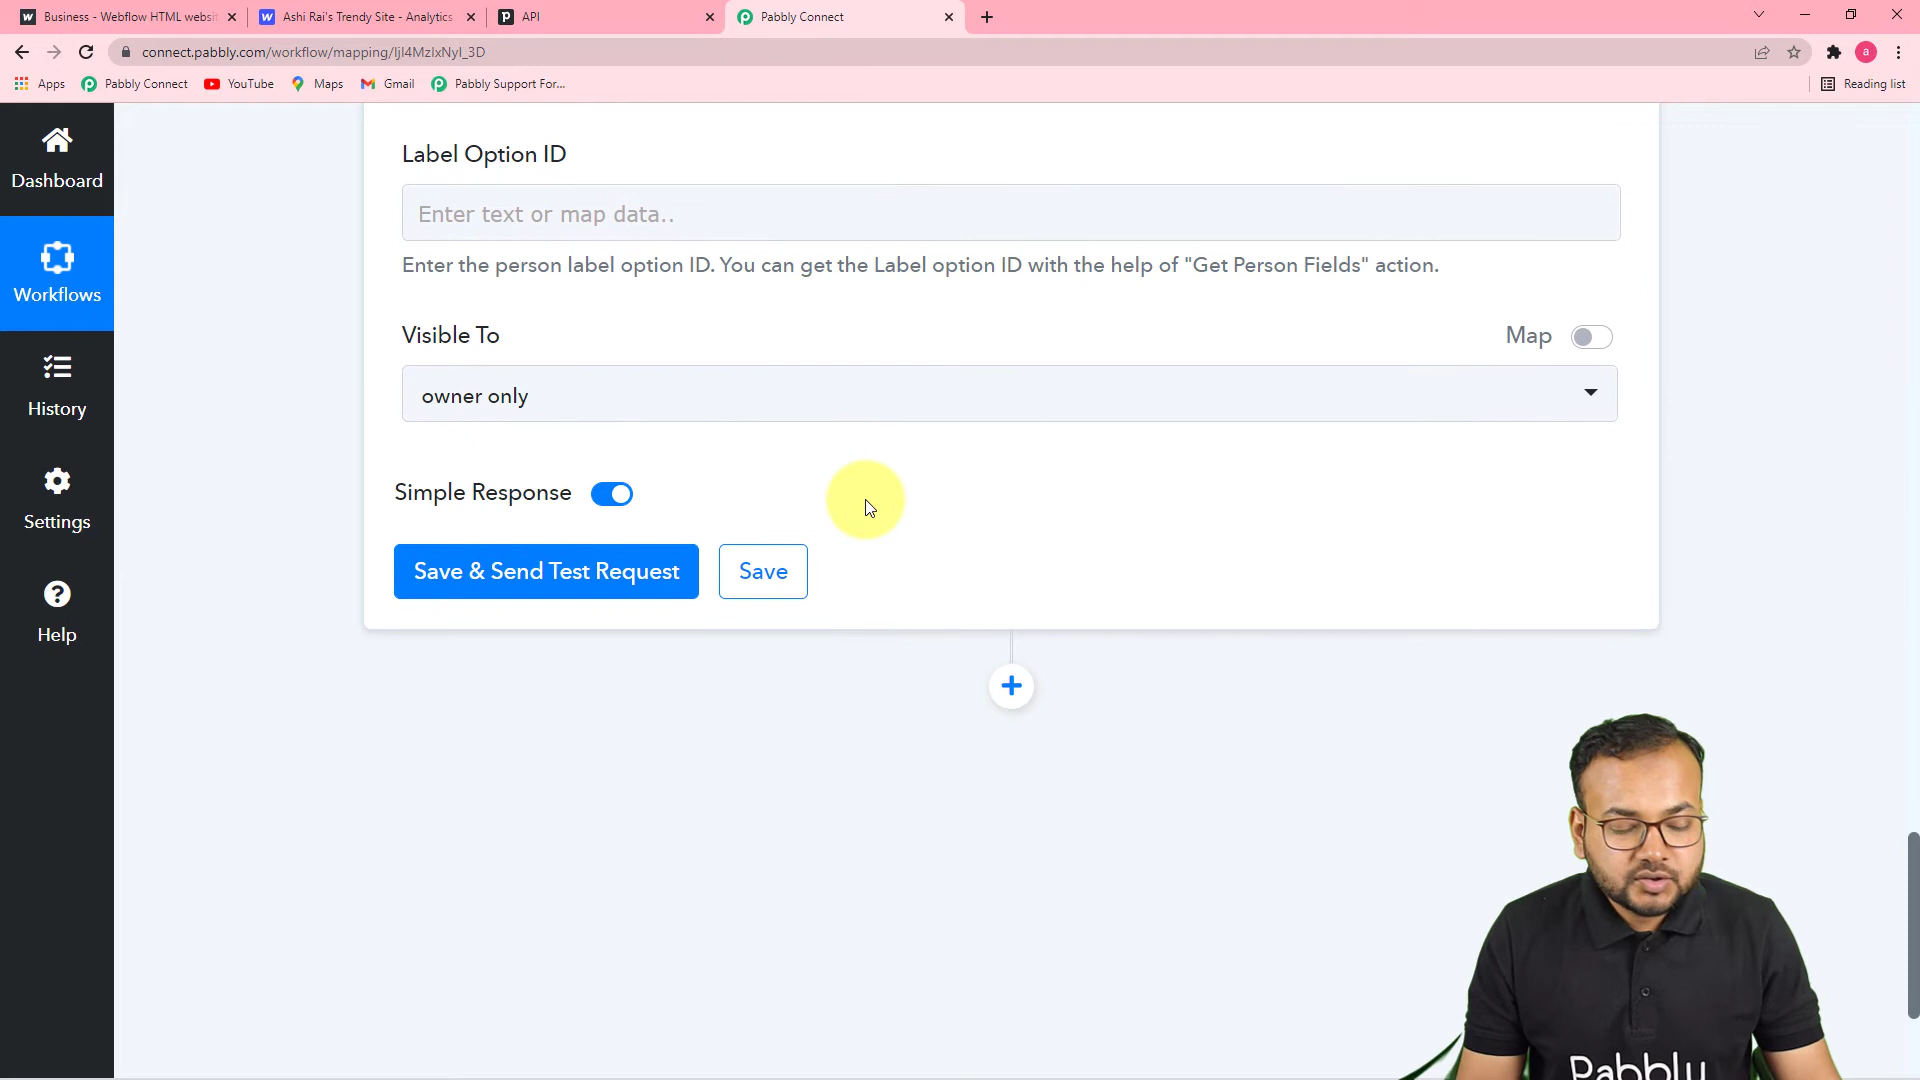 Business - Webflow HTML websi
Ashi Rai's Trendy Site - Analytics
API
Pabbly Connect
connect.pabbly.com/workflow/mapping/IjI4MzIxNyI_3D
a
Apps
Pabbly Connect
YouTube
Maps
Gmail
Pabbly Support For...
Reading list
Dashboard
Workflows
History
Settings
Help
Label Option ID
Enter text or map data..
Enter the person label option ID. You can get the Label option ID with the help of "Get Person Fields" action.
Visible To
Map
owner only
Simple Response
Save & Send Test Request
Save
Pabbly